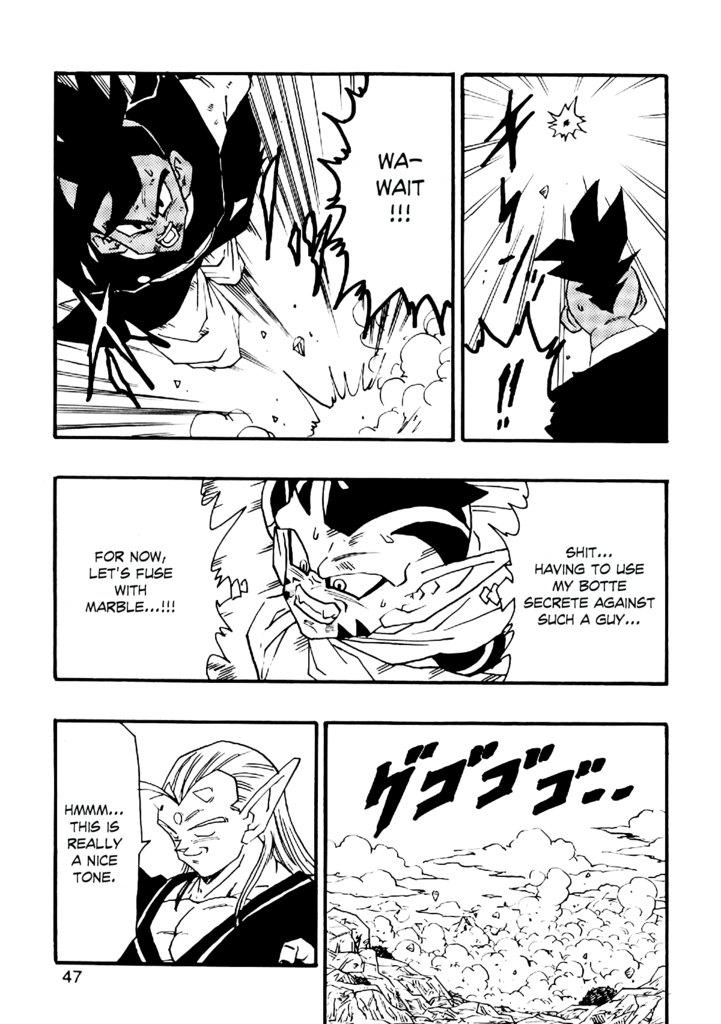 WA-
WAIT
!!!
SHIT...
HAVING TO USE
MY BOTTE
SECRETE AGAINST
SUCH A GUY...
FOR NOW,
LET'S FUSE
WITH
MARBLE...!!!
グゴゴゴ...
HMMM...
THIS IS
REALLY
A NICE
TONE.
47